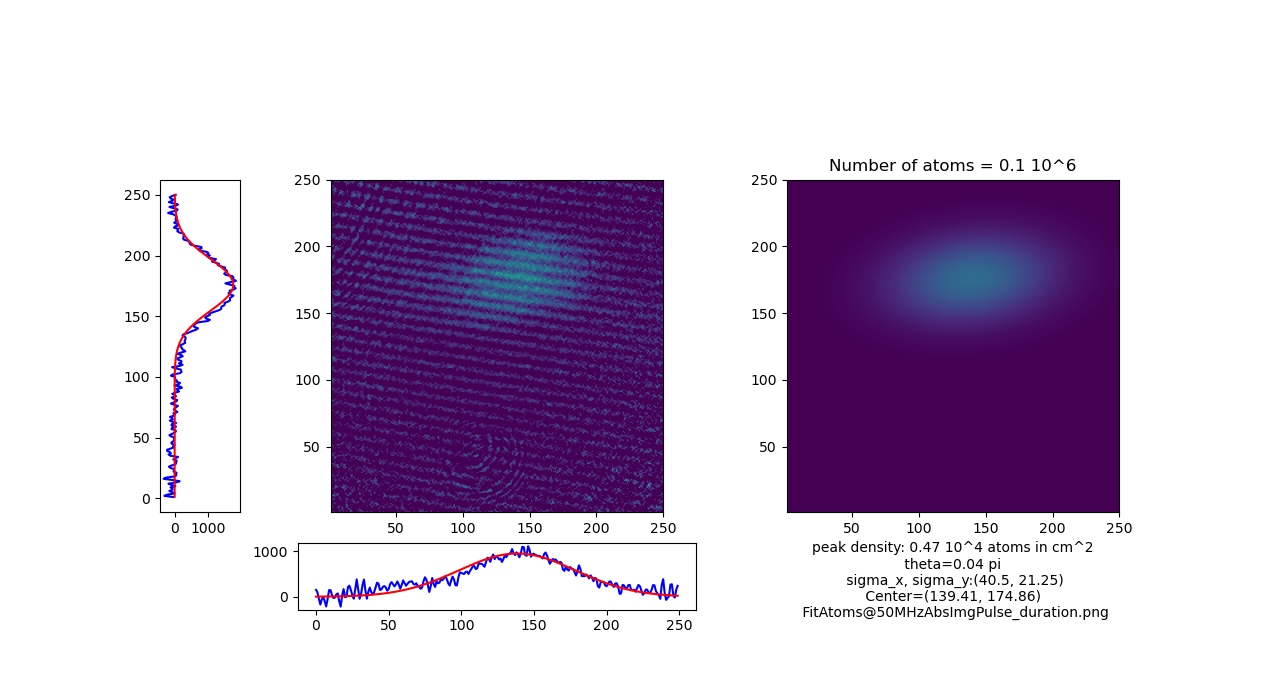 Number of atoms = 0.1 10^6
250
200
150
100
50
0
0 1000
250
200
150
100
50
50 100 150 200 250
250
200
150
100
50
50 100 150 200 250
1000
0
0 50 100 150 200 250
peak density: 0.47 10^4 atoms in cm^2
theta=0.04 pi
sigma_x, sigma_y:(40.5, 21.25)
Center=(139.41, 174.86)
FitAtoms@50MHzAbsImgPulse_duration.png